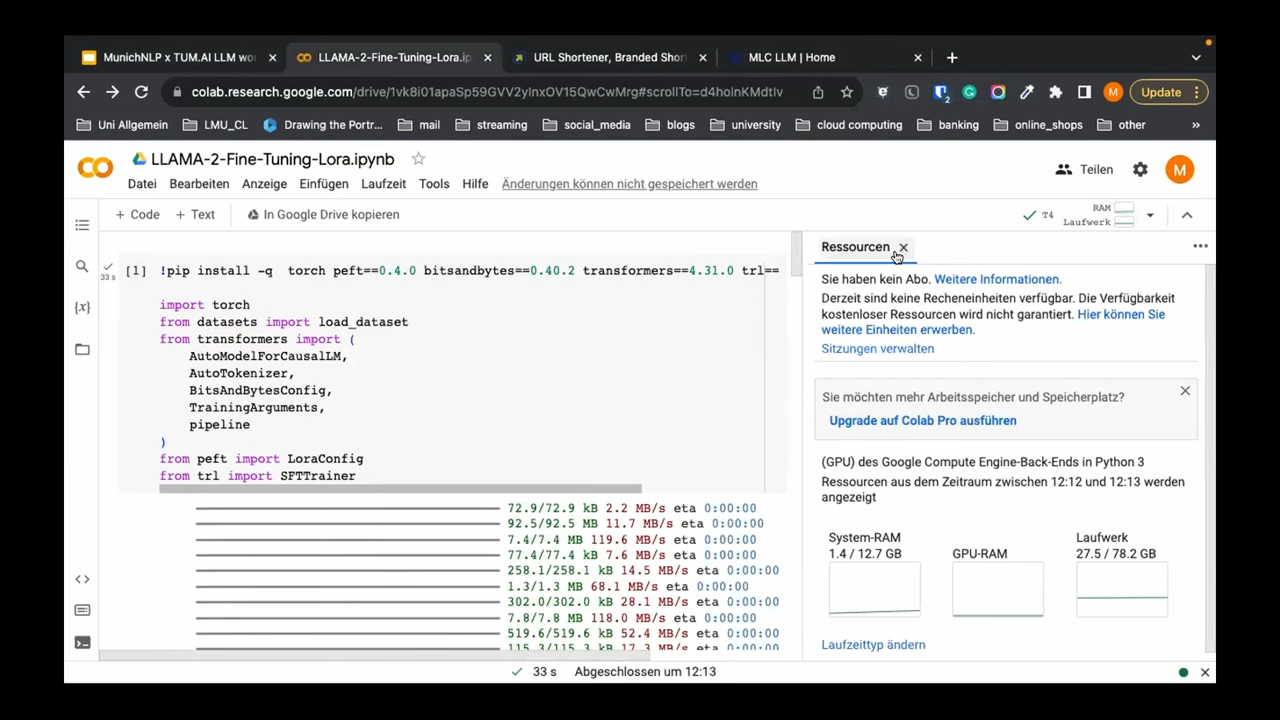 MunichNLP x TUM.AI LLM wo
LLAMA-2-Fine-Tuning-Lora.ip
URL Shortener, Branded Shor
MLC LLM | Home
colab.research.google.com/drive/1vk8i01apaSp59GVV2yInxOV15QwCwMrg#scrollTo=d4holnKMdtIv
Update
Uni Allgemein
LMU_CL
Drawing the Portr...
mail
streaming
social_media
blogs
university
cloud computing
banking
online_shops
other
»
LLAMA-2-Fine-Tuning-Lora.ipynb
Teilen
M
Datei Bearbeiten Anzeige Einfügen Laufzeit Tools Hilfe Änderungen können nicht gespeichert werden
+ Code + Text In Google Drive kopieren
T4
RAM
Laufwerk
33 s
[1] !pip install -q torch peft==0.4.0 bitsandbytes==0.40.2 transformers==4.31.0 trl==
import torch
from datasets import load_dataset
from transformers import (
AutoModelForCausalLM,
AutoTokenizer,
BitsAndBytesConfig,
TrainingArguments,
pipeline
)
from peft import LoraConfig
from trl import SFTTrainer
72.9/72.9 kB 2.2 MB/s eta 0:00:00
92.5/92.5 MB 11.7 MB/s eta 0:00:00
7.4/7.4 MB 119.6 MB/s eta 0:00:00
77.4/77.4 kB 7.6 MB/s eta 0:00:00
258.1/258.1 kB 14.5 MB/s eta 0:00:00
1.3/1.3 MB 68.1 MB/s eta 0:00:00
302.0/302.0 kB 28.1 MB/s eta 0:00:00
7.8/7.8 MB 118.0 MB/s eta 0:00:00
519.6/519.6 kB 52.4 MB/s eta 0:00:00
115.3/115.3 kB 17.3 MB/s eta 0:00:00
Ressourcen
Sie haben kein Abo. Weitere Informationen.
Derzeit sind keine Recheneinheiten verfügbar. Die Verfügbarkeit
kostenloser Ressourcen wird nicht garantiert. Hier können Sie
weitere Einheiten erwerben.
Sitzungen verwalten
Sie möchten mehr Arbeitsspeicher und Speicherplatz?
Upgrade auf Colab Pro ausführen
(GPU) des Google Compute Engine-Back-Ends in Python 3
Ressourcen aus dem Zeitraum zwischen 12:12 und 12:13 werden
angezeigt
System-RAM
1.4 / 12.7 GB
GPU-RAM
Laufwerk
27.5 / 78.2 GB
Laufzeittyp ändern
33 s Abgeschlossen um 12:13